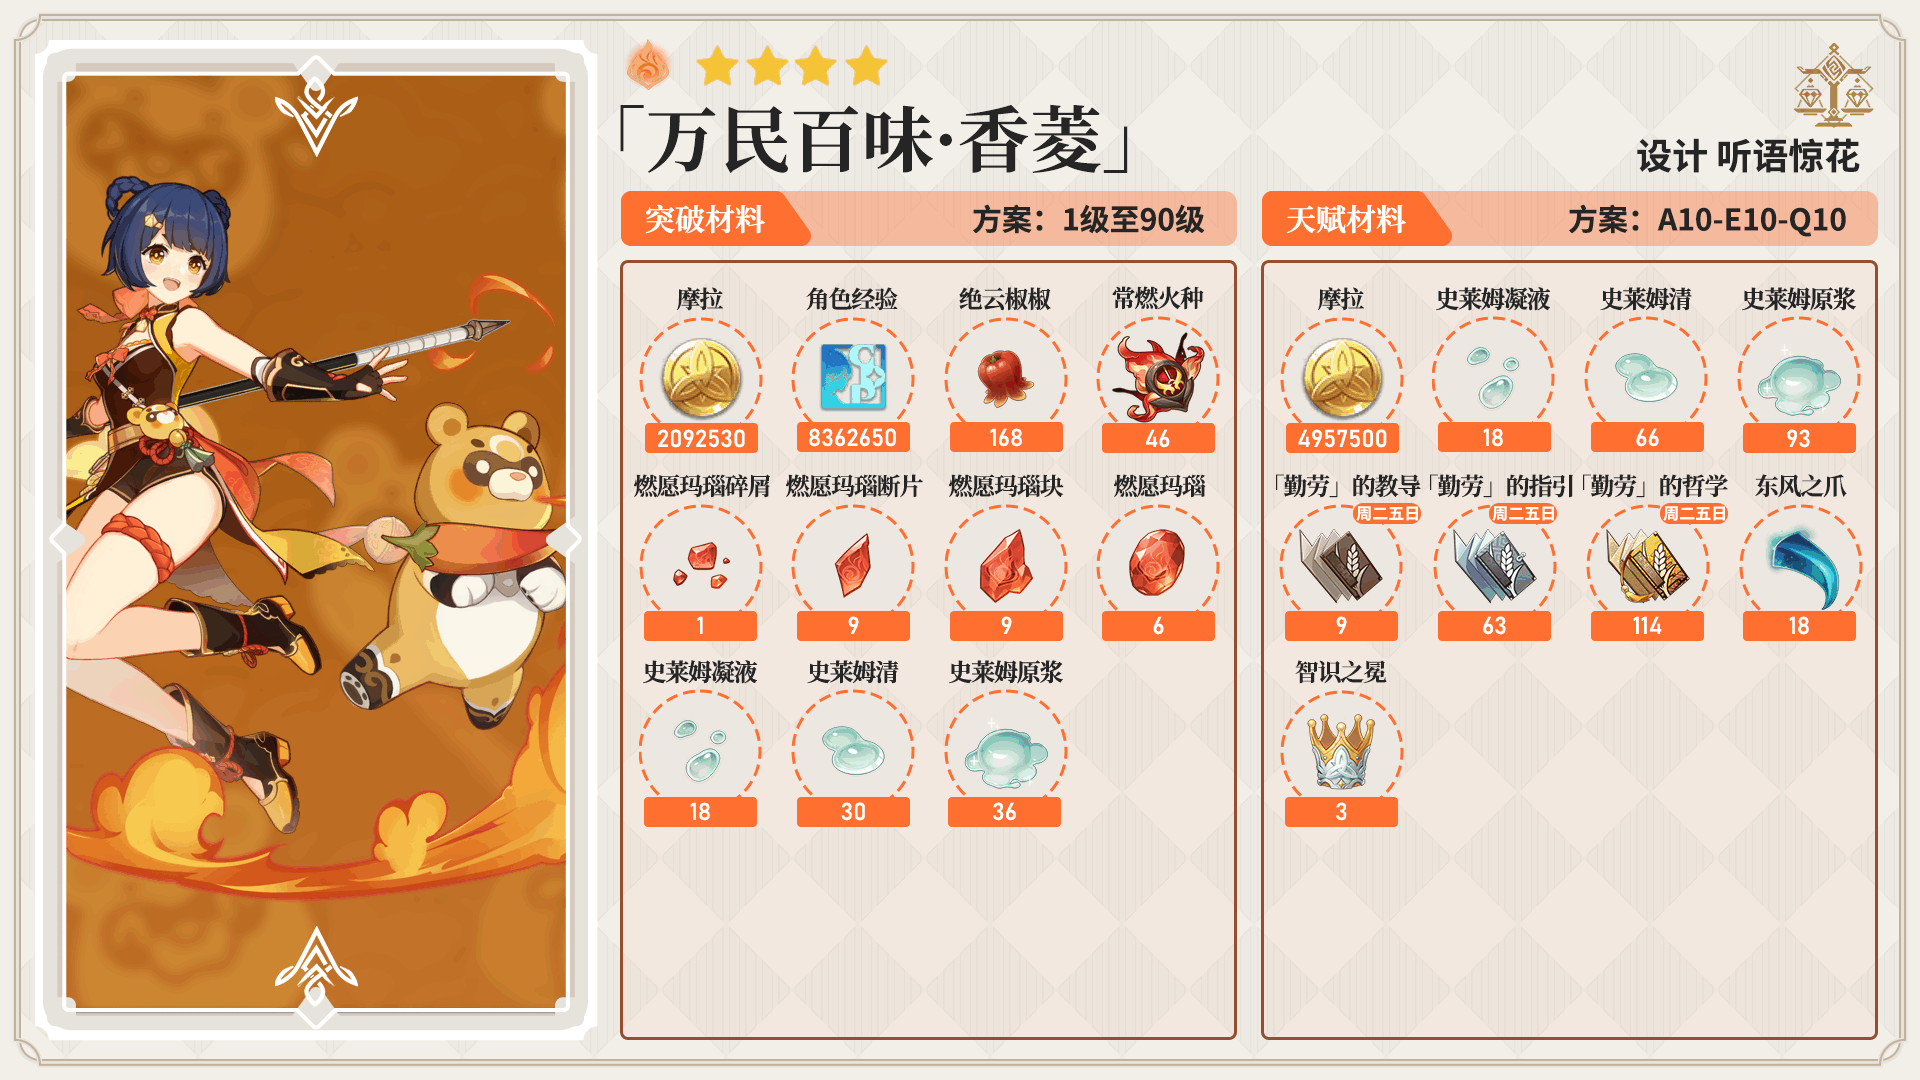 「万民百味·香菱」
设计 听语惊花
突破材料 方案：1级至90级
摩拉 角色经验 绝云椒椒 常燃火种
2092530 8362650 168 46
燃愿玛瑙碎屑 燃愿玛瑙断片 燃愿玛瑙块 燃愿玛瑙
1 9 9 6
史莱姆凝液 史莱姆清 史莱姆原浆
18 30 36
天赋材料 方案：A10-E10-Q10
摩拉 史莱姆凝液 史莱姆清 史莱姆原浆
4957500 18 66 93
「勤劳」的教导 「勤劳」的指引 「勤劳」的哲学 东风之爪
周二五日 周二五日 周二五日
9 63 114 18
智识之冕
3